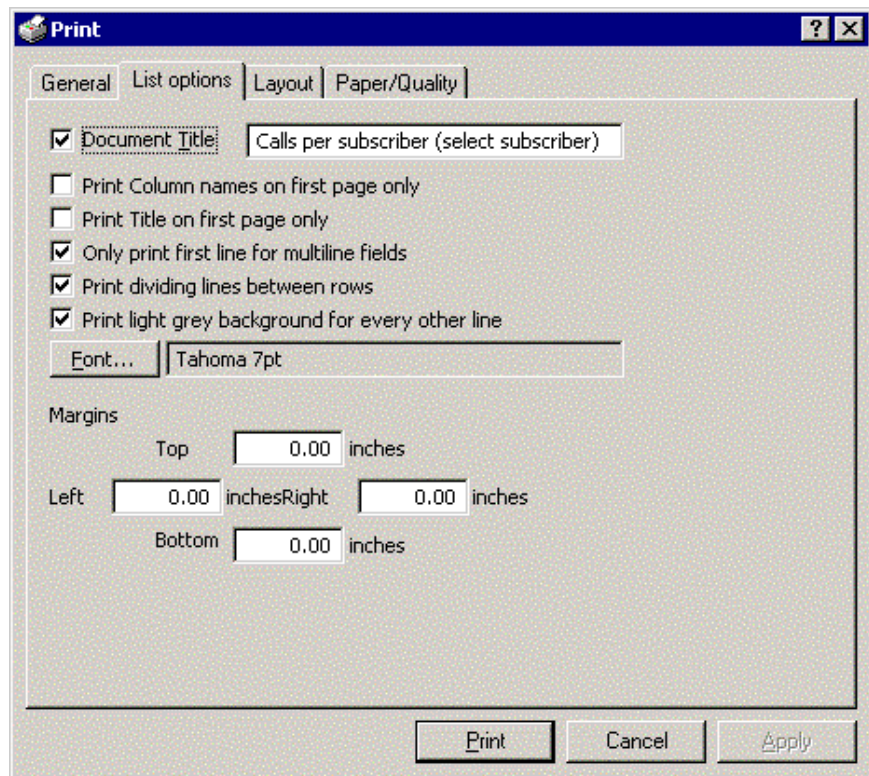 Print
General List options Layout Paper/Quality
Document Title Calls per subscriber (select subscriber)
Print Column names on first page only
Print Title on first page only
Only print first line for multiline fields
Print dividing lines between rows
Print light grey background for every other line
Font... Tahoma 7pt
Margins
Top 0.00 inches
Left 0.00 inchesRight 0.00 inches
Bottom 0.00 inches
Print Cancel Apply